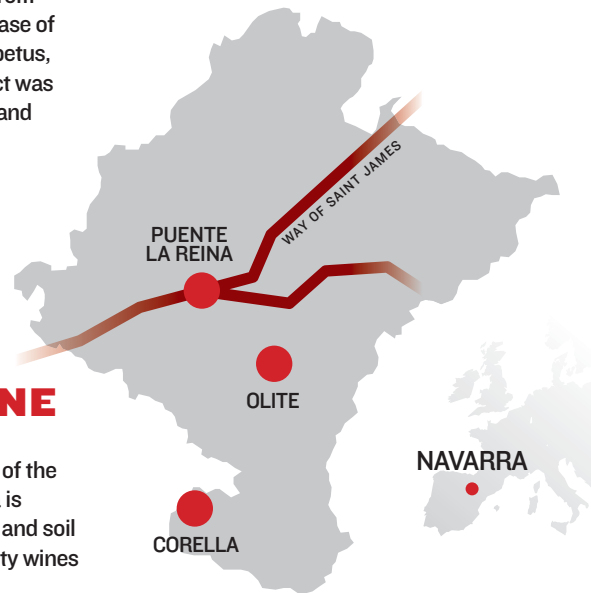 rom
ase of
petus,
ct was
and
WAY OF SAINT JAMES
PUENTE
LA REINA
OLITE
NE
of the
is
and soil
ty wines
CORELLA
NAVARRA